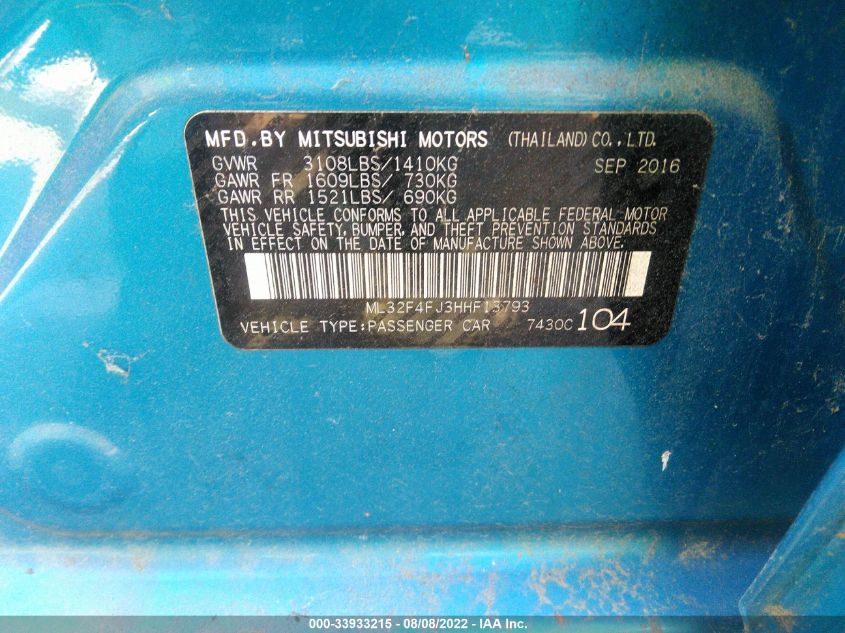 MFD.BY MITSUBISHI MOTORS (THAILAND) CO., LTD.
GVWR 3108LBS/1410KG SEP 2016
GAWR FR 1609LBS/ 730KG
GAWR RR 1521LBS/ 690KG
THIS VEHICLE CONFORMS TO ALL APPLICABLE FEDERAL MOTOR
VEHICLE SAFETY, BUMPER, AND THEFT PREVENTION STANDARDS
IN EFFECT ON THE DATE OF MANUFACTURE SHOWN ABOVE.
ML32F4FJ3HHF13793
VEHICLE TYPE:PASSENGER CAR 7430C 104
000-33933215 - 08/08/2022 - IAA Inc.